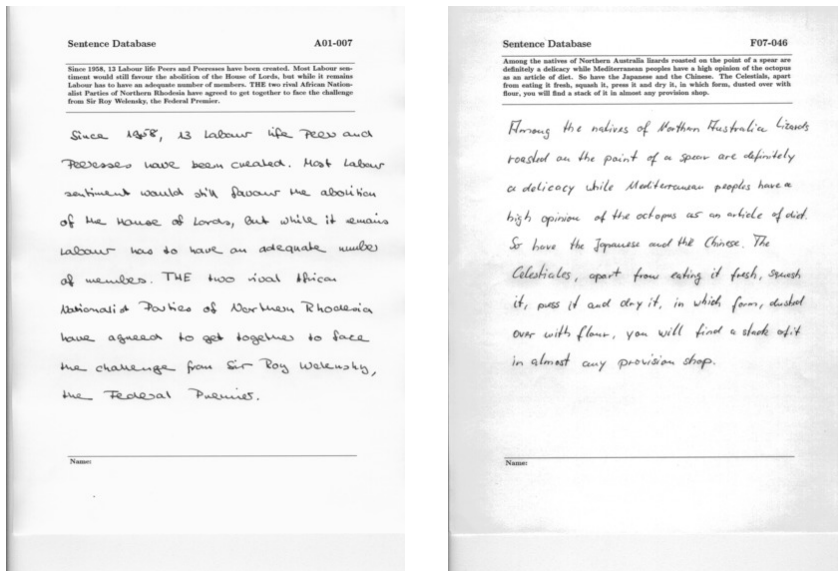 Sentence Database A01-007
Since 1958, 13 Labour life Peers and Peeresses have been created. Most Labour sen-
timent would still favour the abolition of the House of Lords, but while it remains
Labour has to have an adequate number of members. THE two rival African Nation-
alist Parties of Northern Rhodesia have agreed to get together to face the challenge
from Sir Roy Welensky, the Federal Premier.
Since 1958, 13 Labour life Peers and
Peeresses have been created. Most Labour
sentiment would still favour the abolition
of the House of Lords, but while it remains
Labour has to have an adequate number
of members. THE two rival African
Nationalist Parties of Northern Rhodesia
have agreed to get together to face
the challenge from Sir Roy Welensky,
the Federal Premier.
Name:
Sentence Database F07-046
Among the natives of Northern Australia lizards roasted on the point of a spear are
definitely a delicacy while Mediterranean peoples have a high opinion of the octopus
as an article of diet. So have the Japanese and the Chinese. The Celestials, apart
from eating it fresh, squash it, press it and dry it, in which form, dusted over with
flour, you will find a stack of it in almost any provision shop.
Among the natives of Northern Australia lizards
roasted on the point of a spear are definitely
a delicacy while Mediterranean peoples have a
high opinion of the octopus as an article of diet.
So have the Japanese and the Chinese. The
Celestiales, apart from eating it fresh, squash
it, press it and dry it, in which form, dusted
over with flour, you will find a stack of it
in almost any provision shop.
Name: